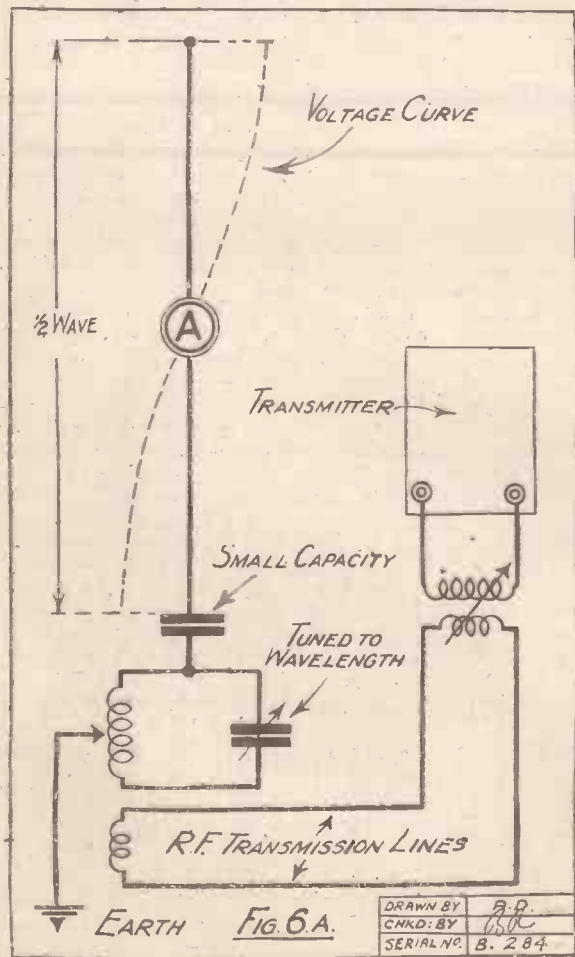 VOLTAGE CURVE
A
½ WAVE
TRANSMITTER
SMALL CAPACITY
TUNED TO
WAVELENGTH
R.F. TRANSMISSION LINES
EARTH
FIG. 6.A.
DRAWN BY
CHKD: BY
SERIAL NO. B. 284